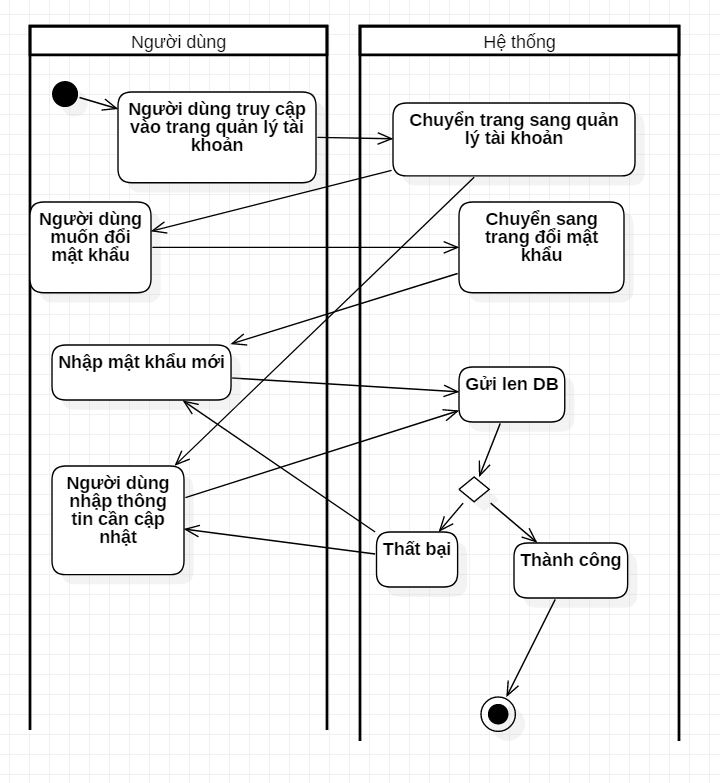 Người dùng
Hệ thống
Người dùng truy cập
vào trang quản lý tài
khoản
Chuyển trang sang quản
lý tài khoản
Người dùng
muốn đổi
mật khẩu
Chuyển sang
trang đổi mật
khẩu
Nhập mật khẩu mới
Gửi len DB
Người dùng
nhập thông
tin cần cập
nhật
Thất bại
Thành công